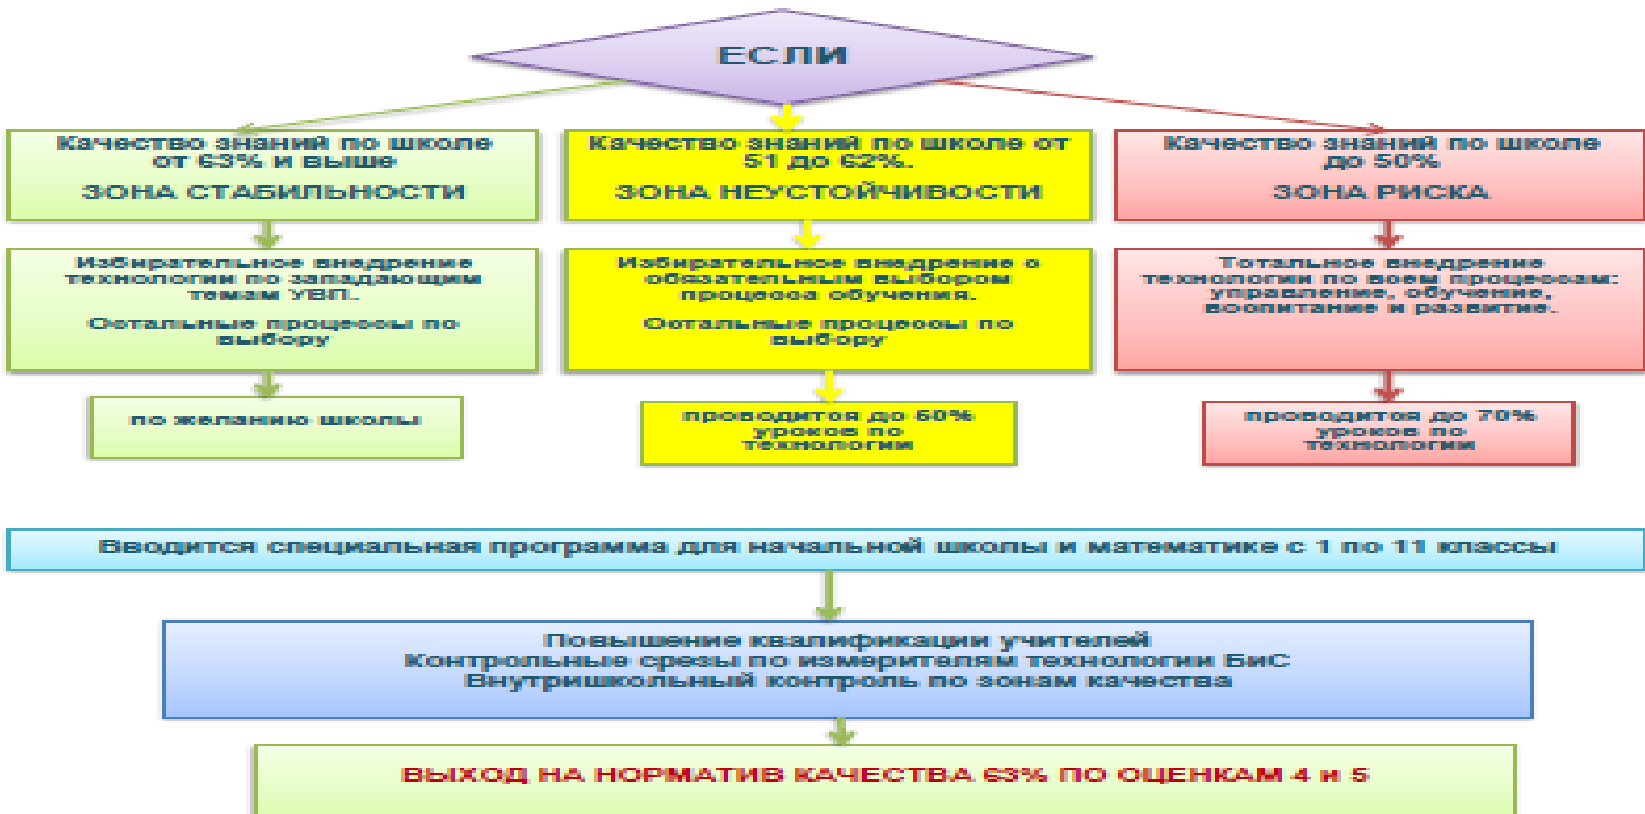 ЕСЛИ
Качество знаний по школе
от 63% и выше
ЗОНА СТАБИЛЬНОСТИ
Качество знаний по школе от
51 до 62%.
ЗОНА НЕУСТОЙЧИВОСТИ
Качество знаний по школе
до 50%
ЗОНА РИСКА
Избирательное внедрение
технологии по западающим
темам УВП.
Остальные процессы по
выбору
Избирательное внедрение с
обязательным выбором
процесса обучения.
Остальные процессы по
выбору
Тотальное внедрение
технологии по всем процессам:
управление, обучение,
воспитание и развитие.
по желанию школы
проводится до 60%
уроков по
технологии
проводится до 70%
уроков по
технологии
Вводится специальная программа для начальной школы и математике с 1 по 11 классы
Повышение квалификации учителей
Контрольные срезы по измерителям технологии БиС
Внутришкольный контроль по зонам качества
ВЫХОД НА НОРМАТИВ КАЧЕСТВА 63% ПО ОЦЕНКАМ 4 и 5